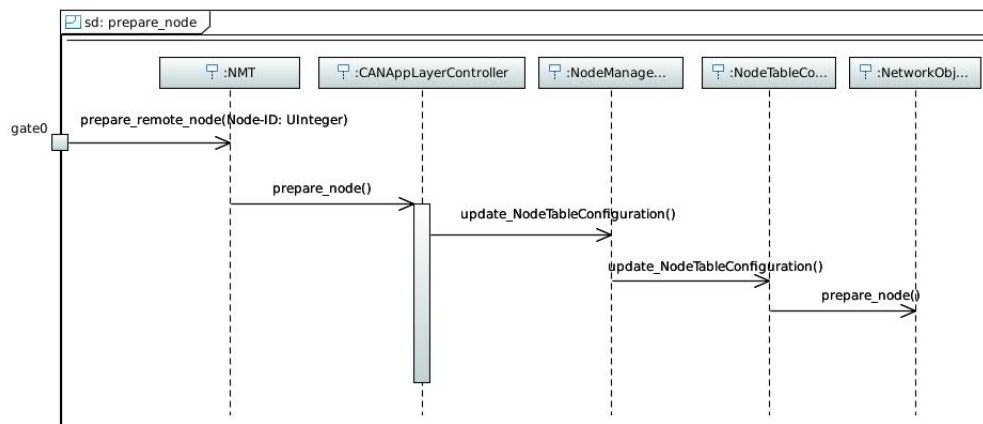 sd: prepare_node
:NMT
:CANAppLayerController
:NodeManage...
:NodeTableCo...
:NetworkObj...
gate0
prepare_remote_node(Node-ID: UInteger)
prepare_node()
update_NodeTableConfiguration()
update_NodeTableConfiguration()
prepare_node()